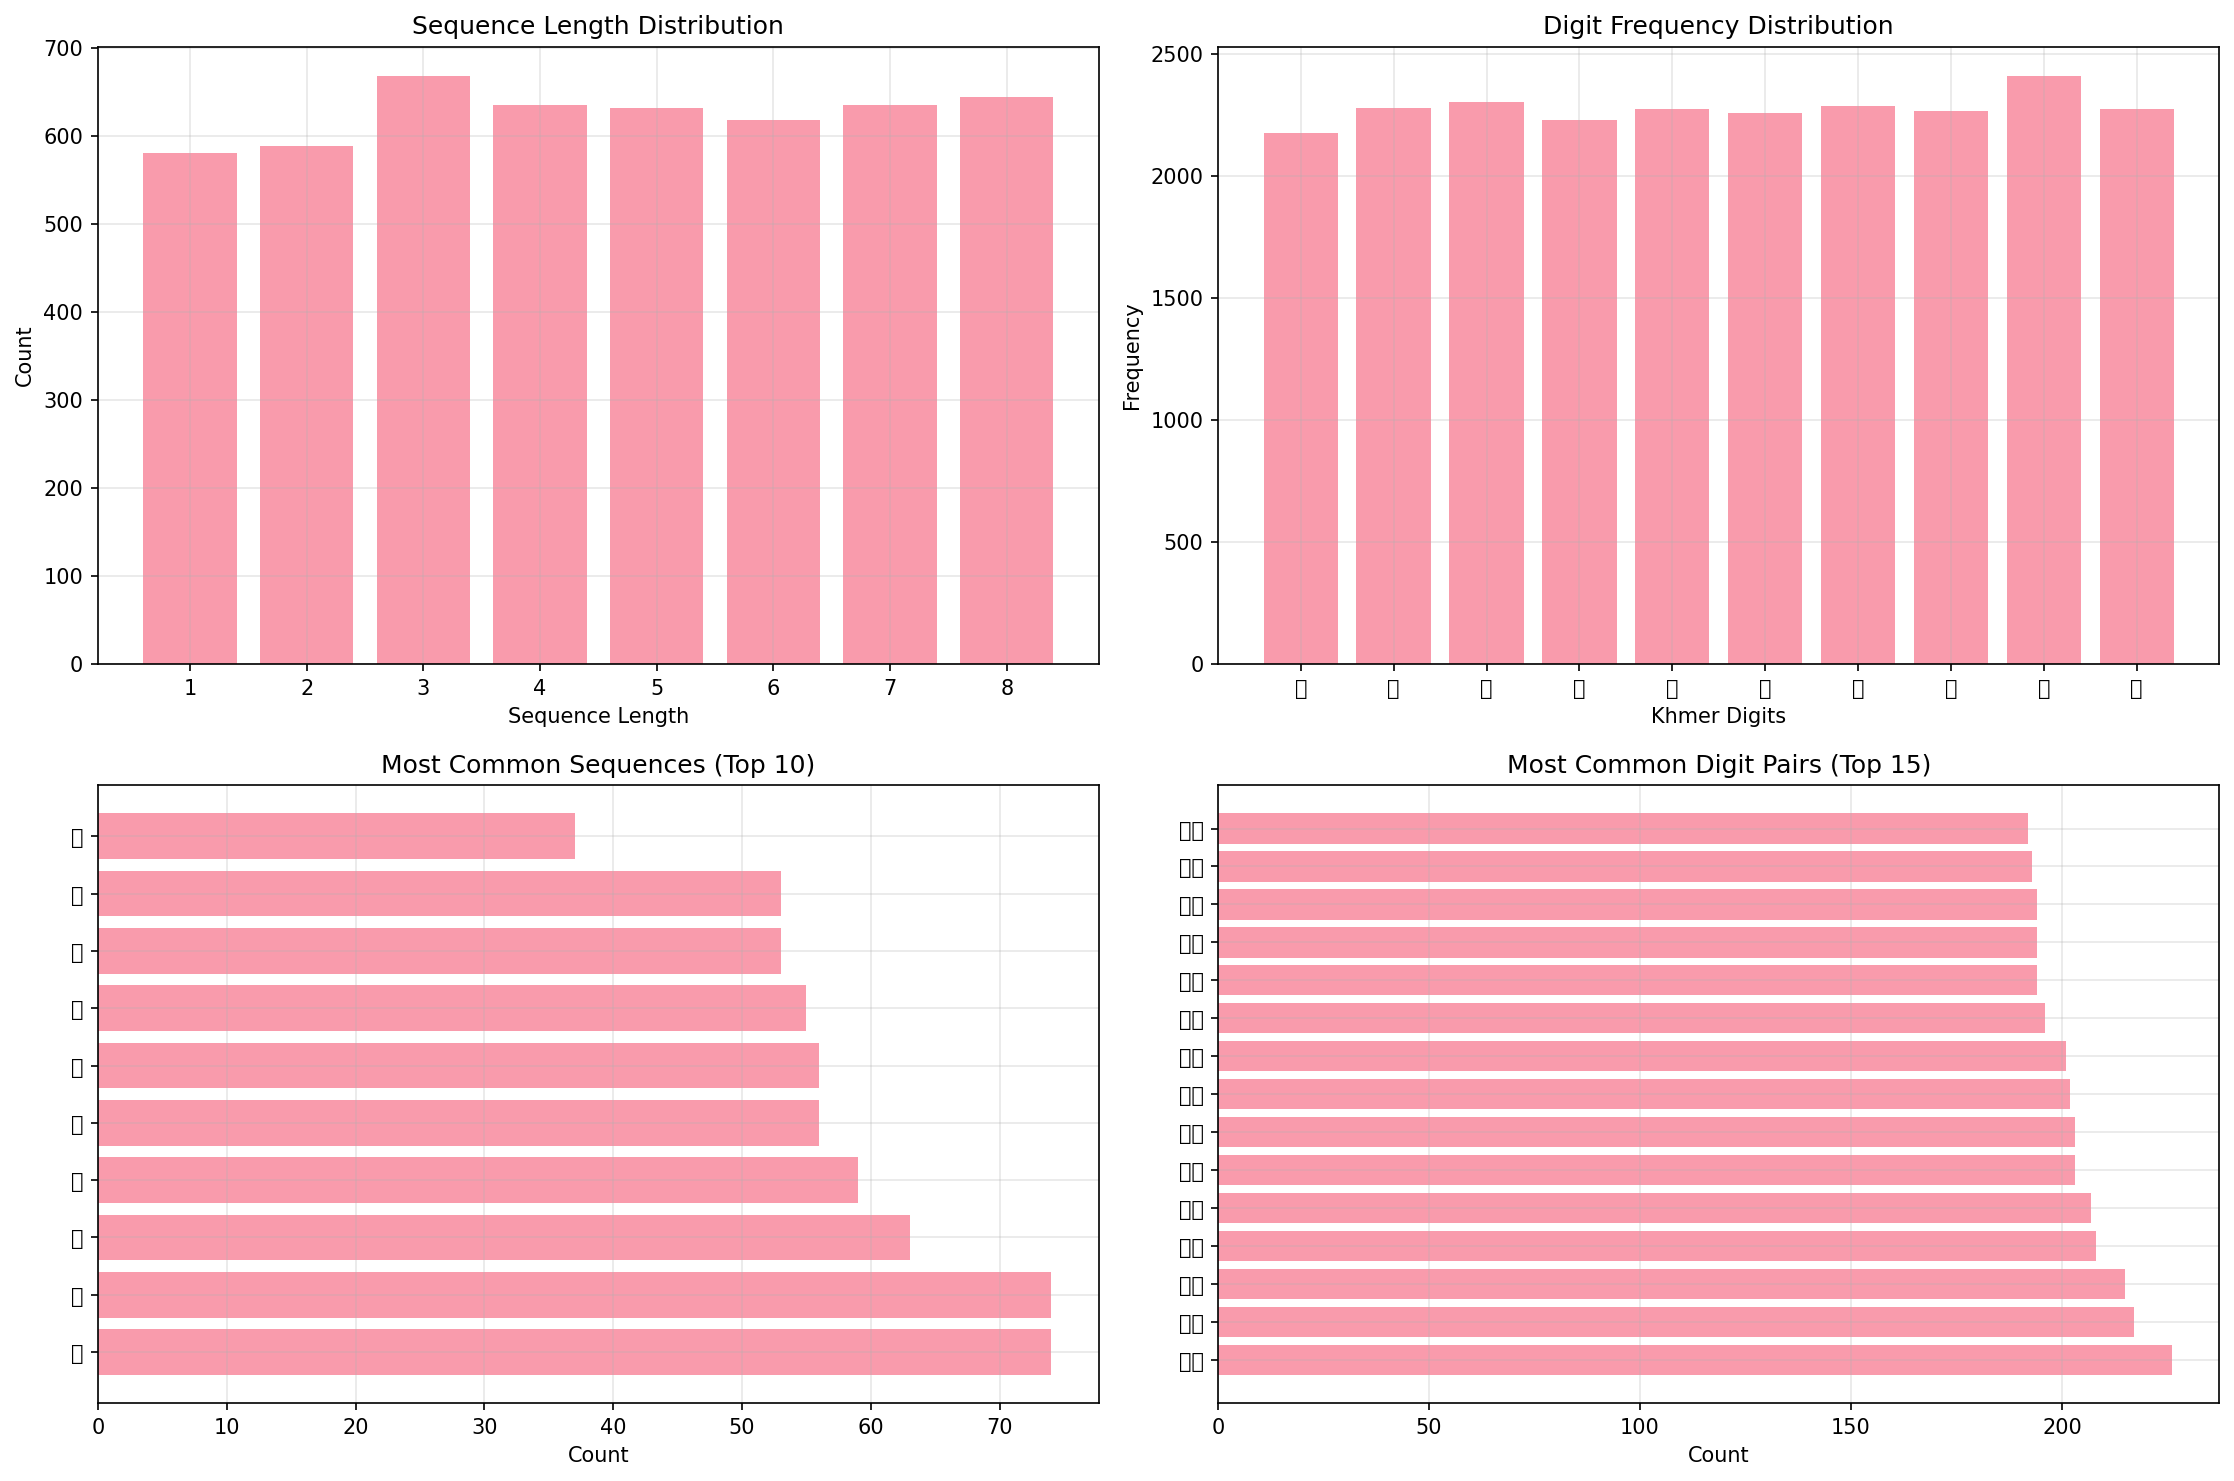 Sequence Length Distribution
Count
700
600
500
400
300
200
100
0
1 2 3 4 5 6 7 8
Sequence Length
Digit Frequency Distribution
Frequency
2500
2000
1500
1000
500
0
Khmer Digits
Most Common Sequences (Top 10)
0 10 20 30 40 50 60 70
Count
Most Common Digit Pairs (Top 15)
0 50 100 150 200
Count